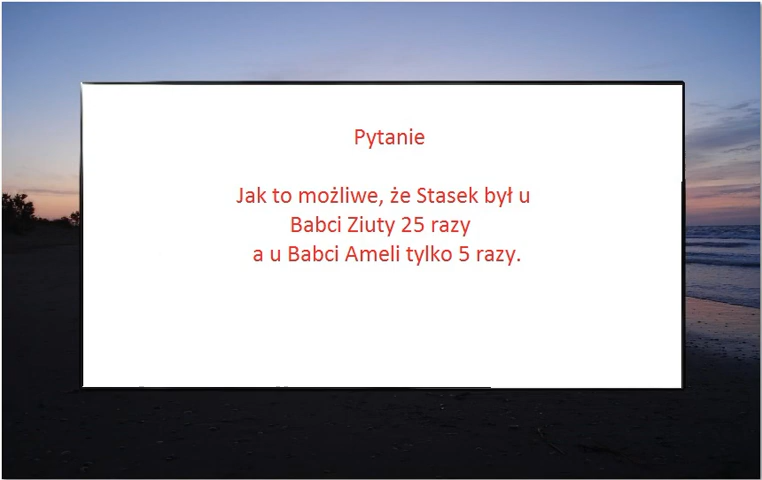 Pytanie
Jak to możliwe, że Stasek był u
Babci Ziuty 25 razy
a u Babci Ameli tylko 5 razy.